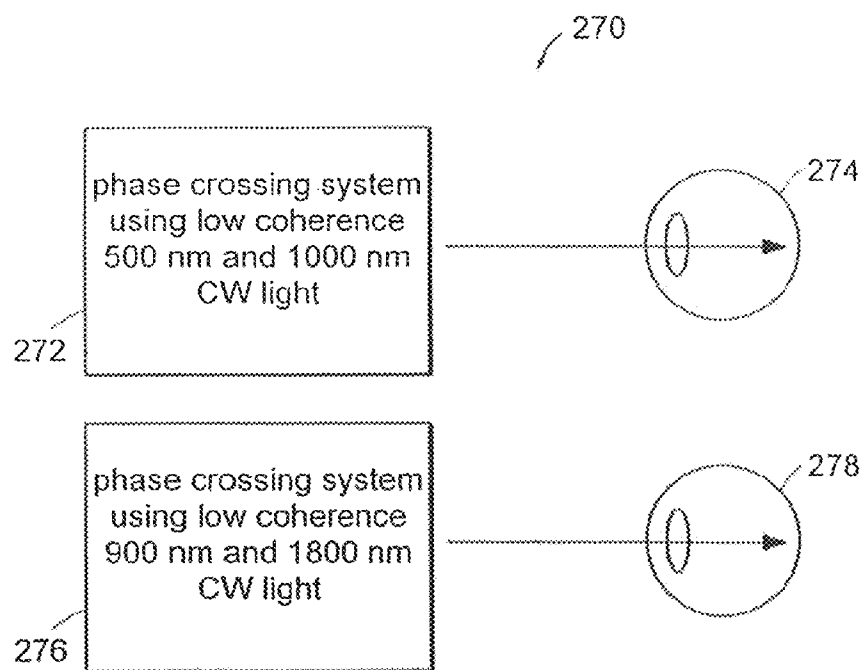 270
phase crossing system
using low coherence
500 nm and 1000 nm
CW light
274
272
phase crossing system
using low coherence
900 nm and 1800 nm
CW light
278
276